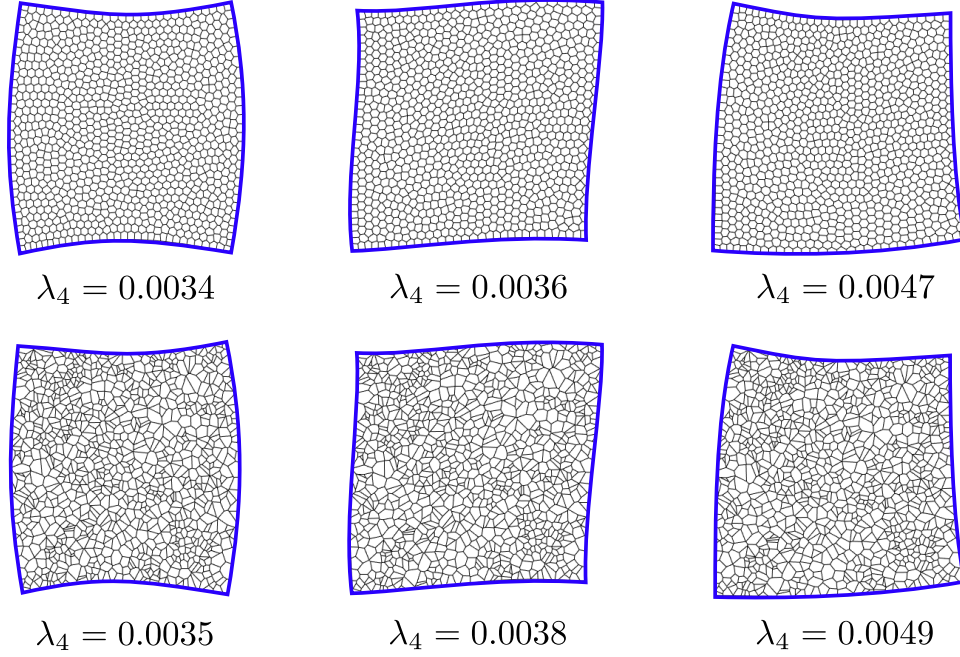 λ₄ = 0.0034 λ₄ = 0.0036 λ₄ = 0.0047
λ₄ = 0.0035 λ₄ = 0.0038 λ₄ = 0.0049